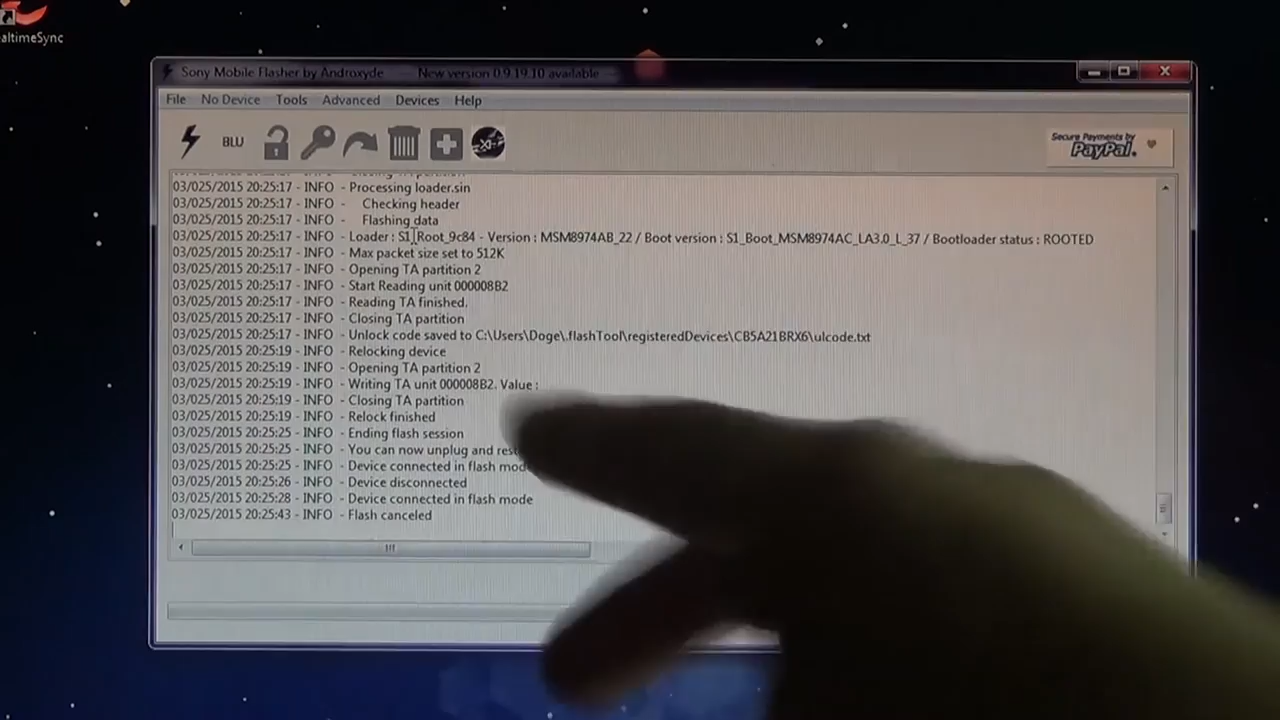 altimeSync
Sony Mobile Flasher by Androxyde New version 0.9.19.10 available
File No Device Tools Advanced Devices Help
BLU
Secure Payments by
PayPal.
03/025/2015 20:25:17 - INFO - Processing loader.sin
03/025/2015 20:25:17 - INFO - Checking header
03/025/2015 20:25:17 - INFO - Flashing data
03/025/2015 20:25:17 - INFO - Loader : S1_Root_9c84 - Version : MSM8974AB_22 / Boot version : S1_Boot_MSM8974AC_LA3.0_L_37 / Bootloader status : ROOTED
03/025/2015 20:25:17 - INFO - Max packet size set to 512K
03/025/2015 20:25:17 - INFO - Opening TA partition 2
03/025/2015 20:25:17 - INFO - Start Reading unit 000008B2
03/025/2015 20:25:17 - INFO - Reading TA finished.
03/025/2015 20:25:17 - INFO - Closing TA partition
03/025/2015 20:25:17 - INFO - Unlock code saved to C:\Users\Doge\.flashTool\registeredDevices\CB5A21BRX6\ulcode.txt
03/025/2015 20:25:19 - INFO - Relocking device
03/025/2015 20:25:19 - INFO - Opening TA partition 2
03/025/2015 20:25:19 - INFO - Writing TA unit 000008B2. Value :
03/025/2015 20:25:19 - INFO - Closing TA partition
03/025/2015 20:25:19 - INFO - Relock finished
03/025/2015 20:25:25 - INFO - Ending flash session
03/025/2015 20:25:25 - INFO - You can now unplug and
03/025/2015 20:25:25 - INFO - Device connected in flash mode
03/025/2015 20:25:26 - INFO - Device disconnected
03/025/2015 20:25:28 - INFO - Device connected in flash mode
03/025/2015 20:25:43 - INFO - Flash canceled